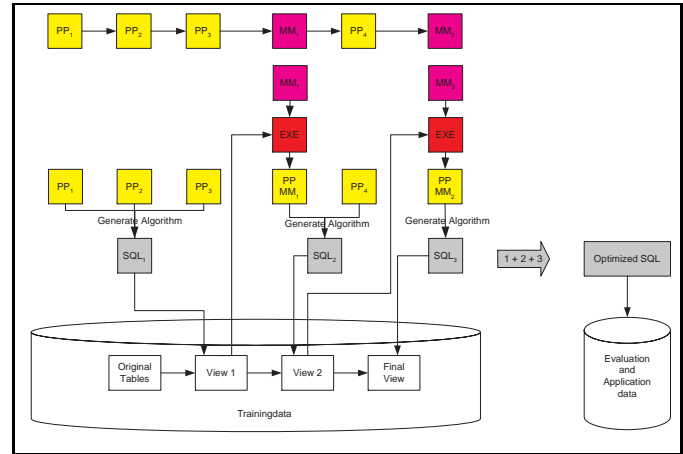 PP1 PP2 PP3 MM1 PP4 MM2
MM1 MM2
EXE EXE
PP1 PP2 PP3 PP PP4 PP
MM1 MM2
Generate Algorithm Generate Algorithm Generate Algorithm
SQL1 SQL2 SQL3 1 + 2 + 3 Optimized SQL
Original
Tables
View 1 View 2 Final
View
Trainingdata
Evaluation
and
Application
data